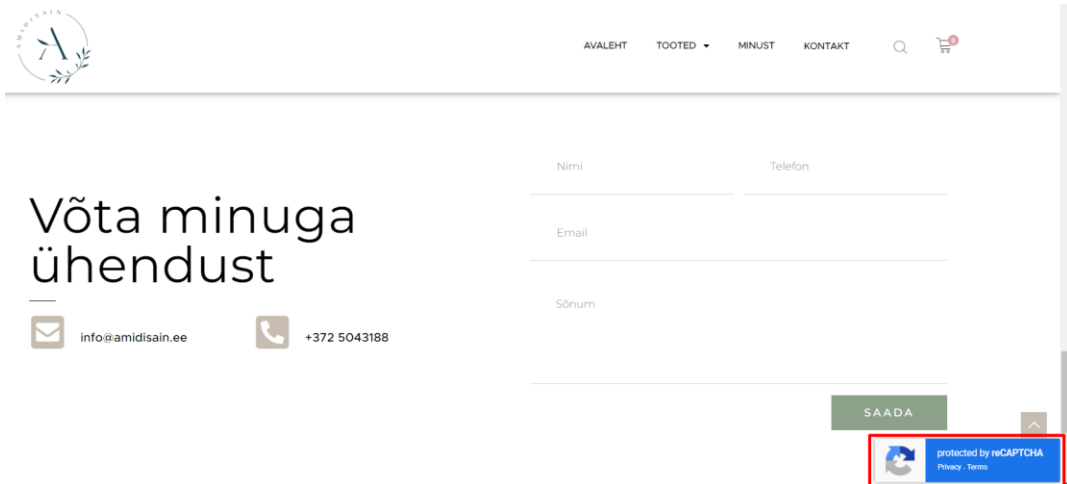 AMIDISAIN
A
AVALEHT TOOTED MINUST KONTAKT 0
Nimi Telefon
Võta minuga
ühendust
Email
Sõnum
info@amidisain.ee +372 5043188
SAADA
protected by reCAPTCHA
Privacy - Terms